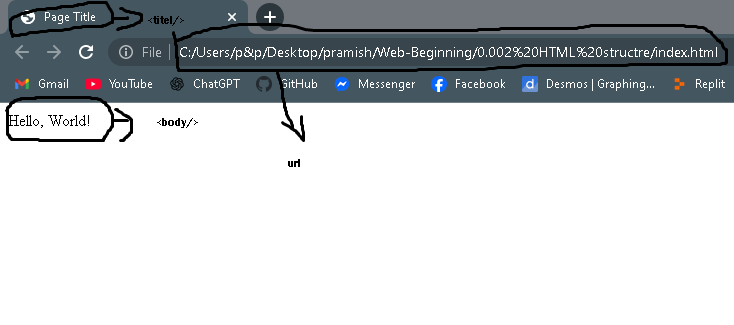 Page Title <titel/>
File C:/Users/p&p/Desktop/pramish/Web-Beginning/0.002%20HTML%20structre/index.html
Gmail YouTube ChatGPT GitHub Messenger Facebook Desmos | Graphing... Replit
Hello, World! <body/>
url